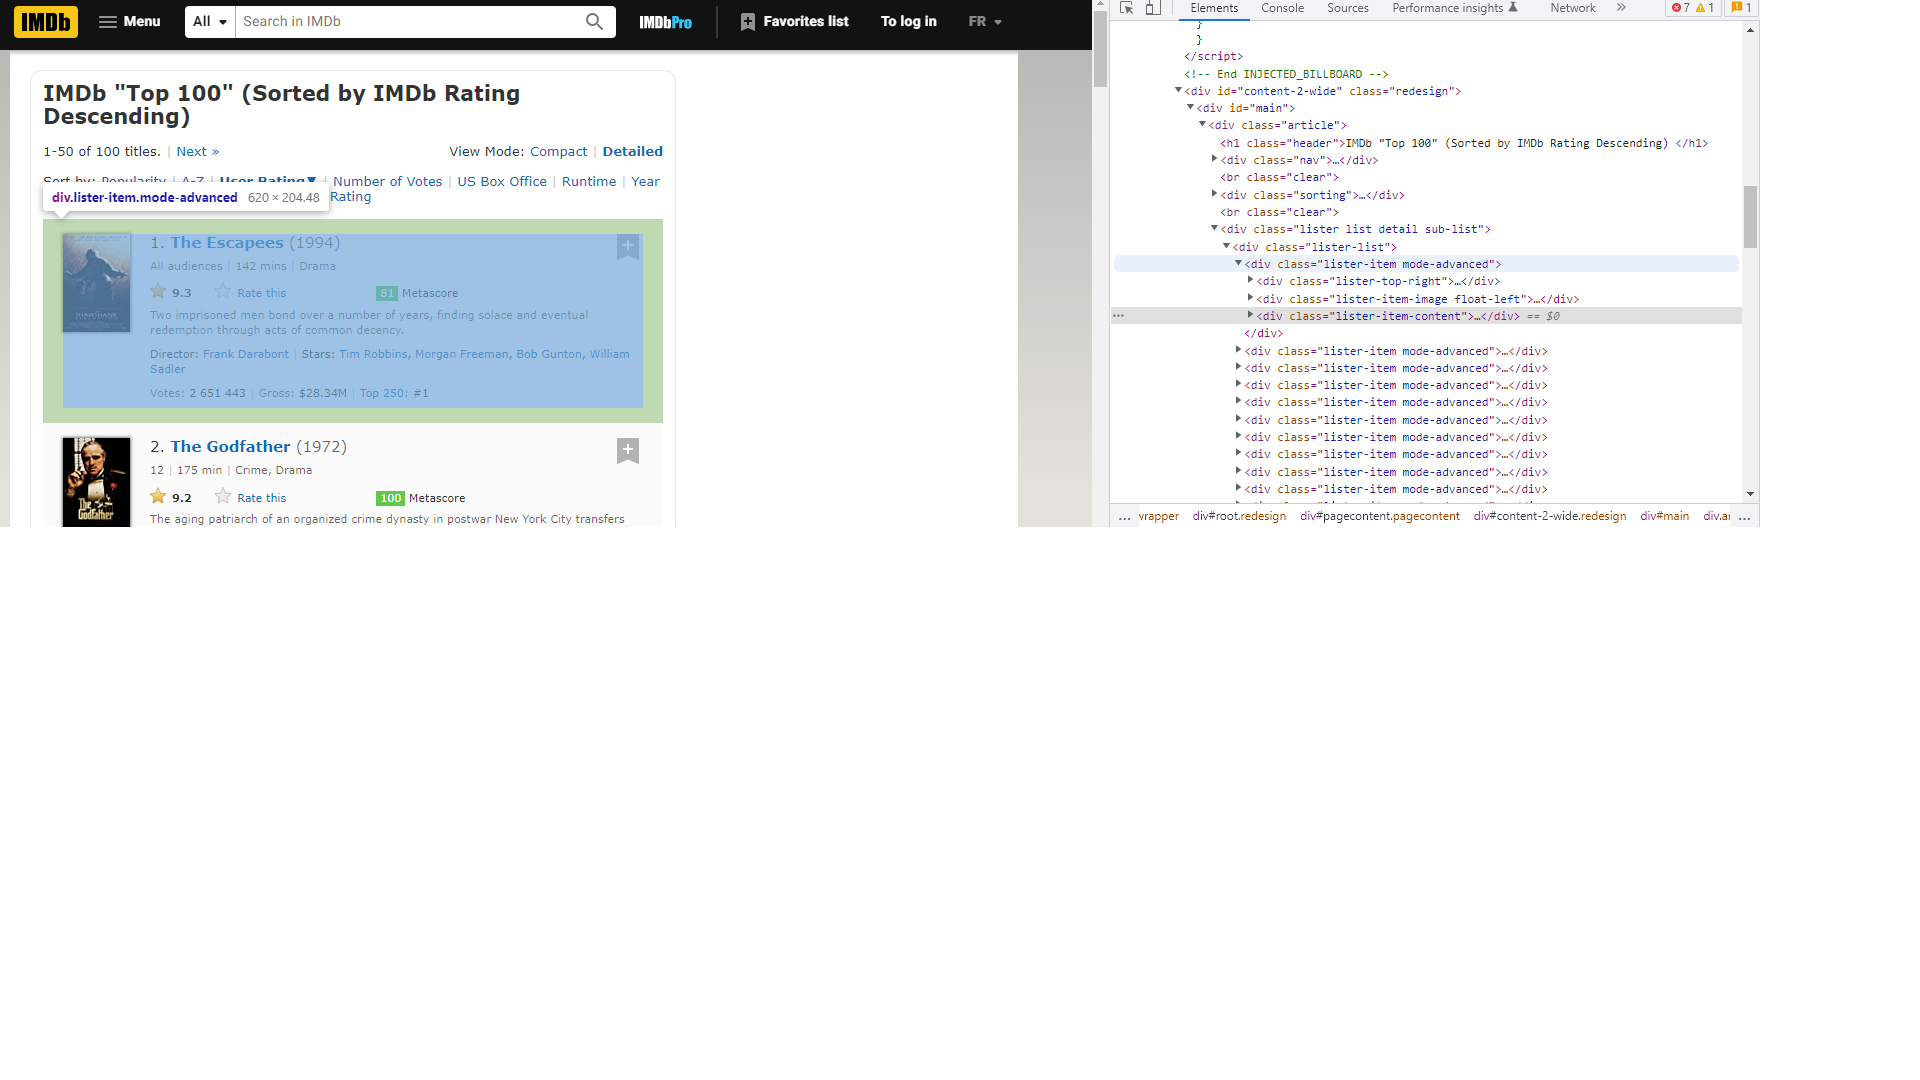 IMDb Menu All Search in IMDb IMDbPro Favorites list To log in FR
IMDb "Top 100" (Sorted by IMDb Rating
Descending)
1-50 of 100 titles. | Next »
View Mode: Compact | Detailed
Sort by: Popularity | A-Z | User Rating▼ | Number of Votes | US Box Office | Runtime | Year
Rating
div.lister-item.mode-advanced 620 × 204.48
1. The Escapees (1994)
All audiences | 142 mins | Drama
9.3 Rate this 81 Metascore
Two imprisoned men bond over a number of years, finding solace and eventual
redemption through acts of common decency.
Director: Frank Darabont | Stars: Tim Robbins, Morgan Freeman, Bob Gunton, William
Sadler
Votes: 2 651 443 | Gross: $28.34M | Top 250: #1
2. The Godfather (1972)
12 | 175 min | Crime, Drama
9.2 Rate this 100 Metascore
The aging patriarch of an organized crime dynasty in postwar New York City transfers
The
Godfather
Elements Console Sources Performance insights Network » 7 1 1
}
}
</script>
<!-- End INJECTED_BILLBOARD -->
<div id="content-2-wide" class="redesign">
<div id="main">
<div class="article">
<h1 class="header">IMDb "Top 100" (Sorted by IMDb Rating Descending) </h1>
<div class="nav">…</div>
<br class="clear">
<div class="sorting">…</div>
<br class="clear">
<div class="lister list detail sub-list">
<div class="lister-list">
<div class="lister-item mode-advanced">
<div class="lister-top-right">…</div>
<div class="lister-item-image float-left">…</div>
<div class="lister-item-content">…</div> == $0
</div>
<div class="lister-item mode-advanced">…</div>
<div class="lister-item mode-advanced">…</div>
<div class="lister-item mode-advanced">…</div>
<div class="lister-item mode-advanced">…</div>
<div class="lister-item mode-advanced">…</div>
<div class="lister-item mode-advanced">…</div>
<div class="lister-item mode-advanced">…</div>
<div class="lister-item mode-advanced">…</div>
<div class="lister-item mode-advanced">…</div>
… vrapper div#root.redesign div#pagecontent.pagecontent div#content-2-wide.redesign div#main div.ar …